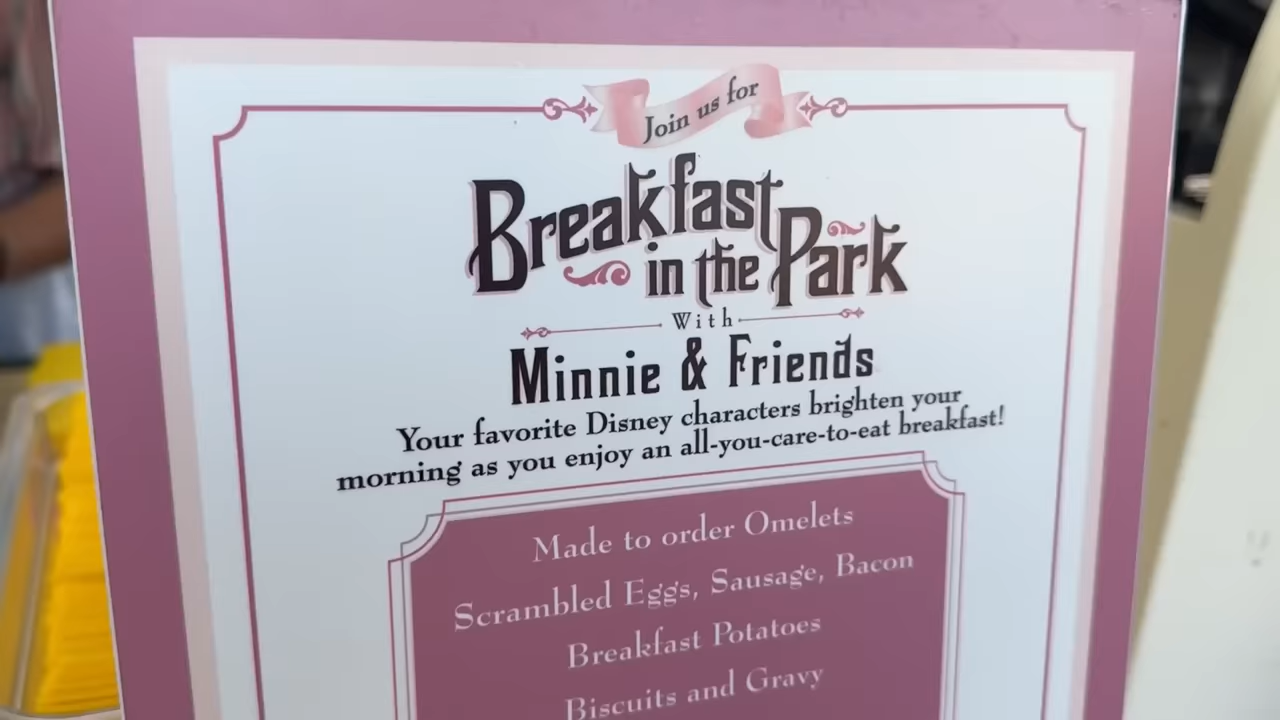 Join us for
Breakfast
in the Park
With
Minnie & Friends
Your favorite Disney characters brighten your
morning as you enjoy an all-you-care-to-eat breakfast!
Made to order Omelets
Scrambled Eggs, Sausage, Bacon
Breakfast Potatoes
Biscuits and Gravy